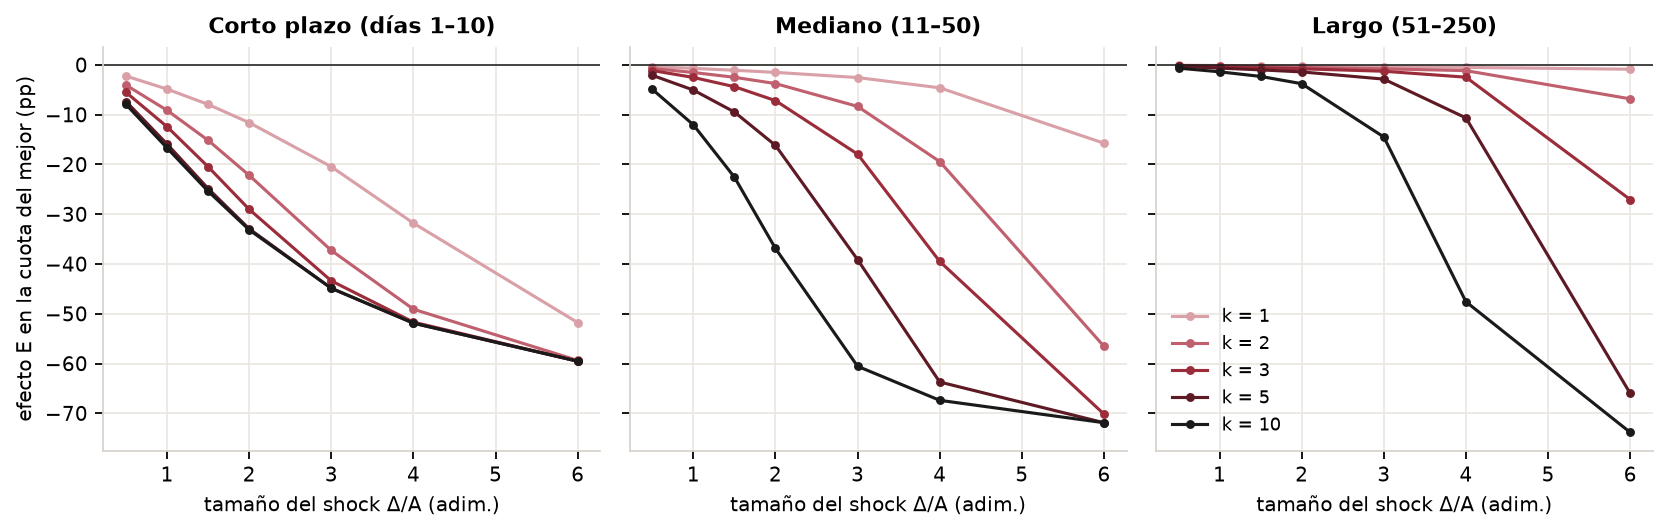 Corto plazo (días 1–10)
Mediano (11–50)
Largo (51–250)
efecto E en la cuota del mejor (pp)
0
−10
−20
−30
−40
−50
−60
−70
k = 1
k = 2
k = 3
k = 5
k = 10
1 2 3 4 5 6
1 2 3 4 5 6
1 2 3 4 5 6
tamaño del shock Δ/A (adim.)
tamaño del shock Δ/A (adim.)
tamaño del shock Δ/A (adim.)